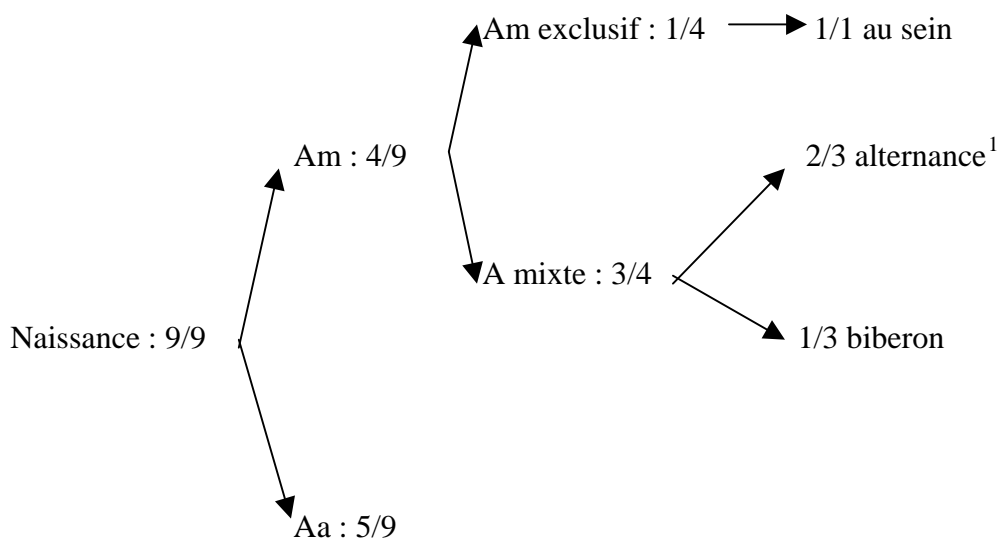 Am exclusif : 1/4
1/1 au sein
Am : 4/9
2/3 alternance1
A mixte : 3/4
Naissance : 9/9
1/3 biberon
Aa : 5/9